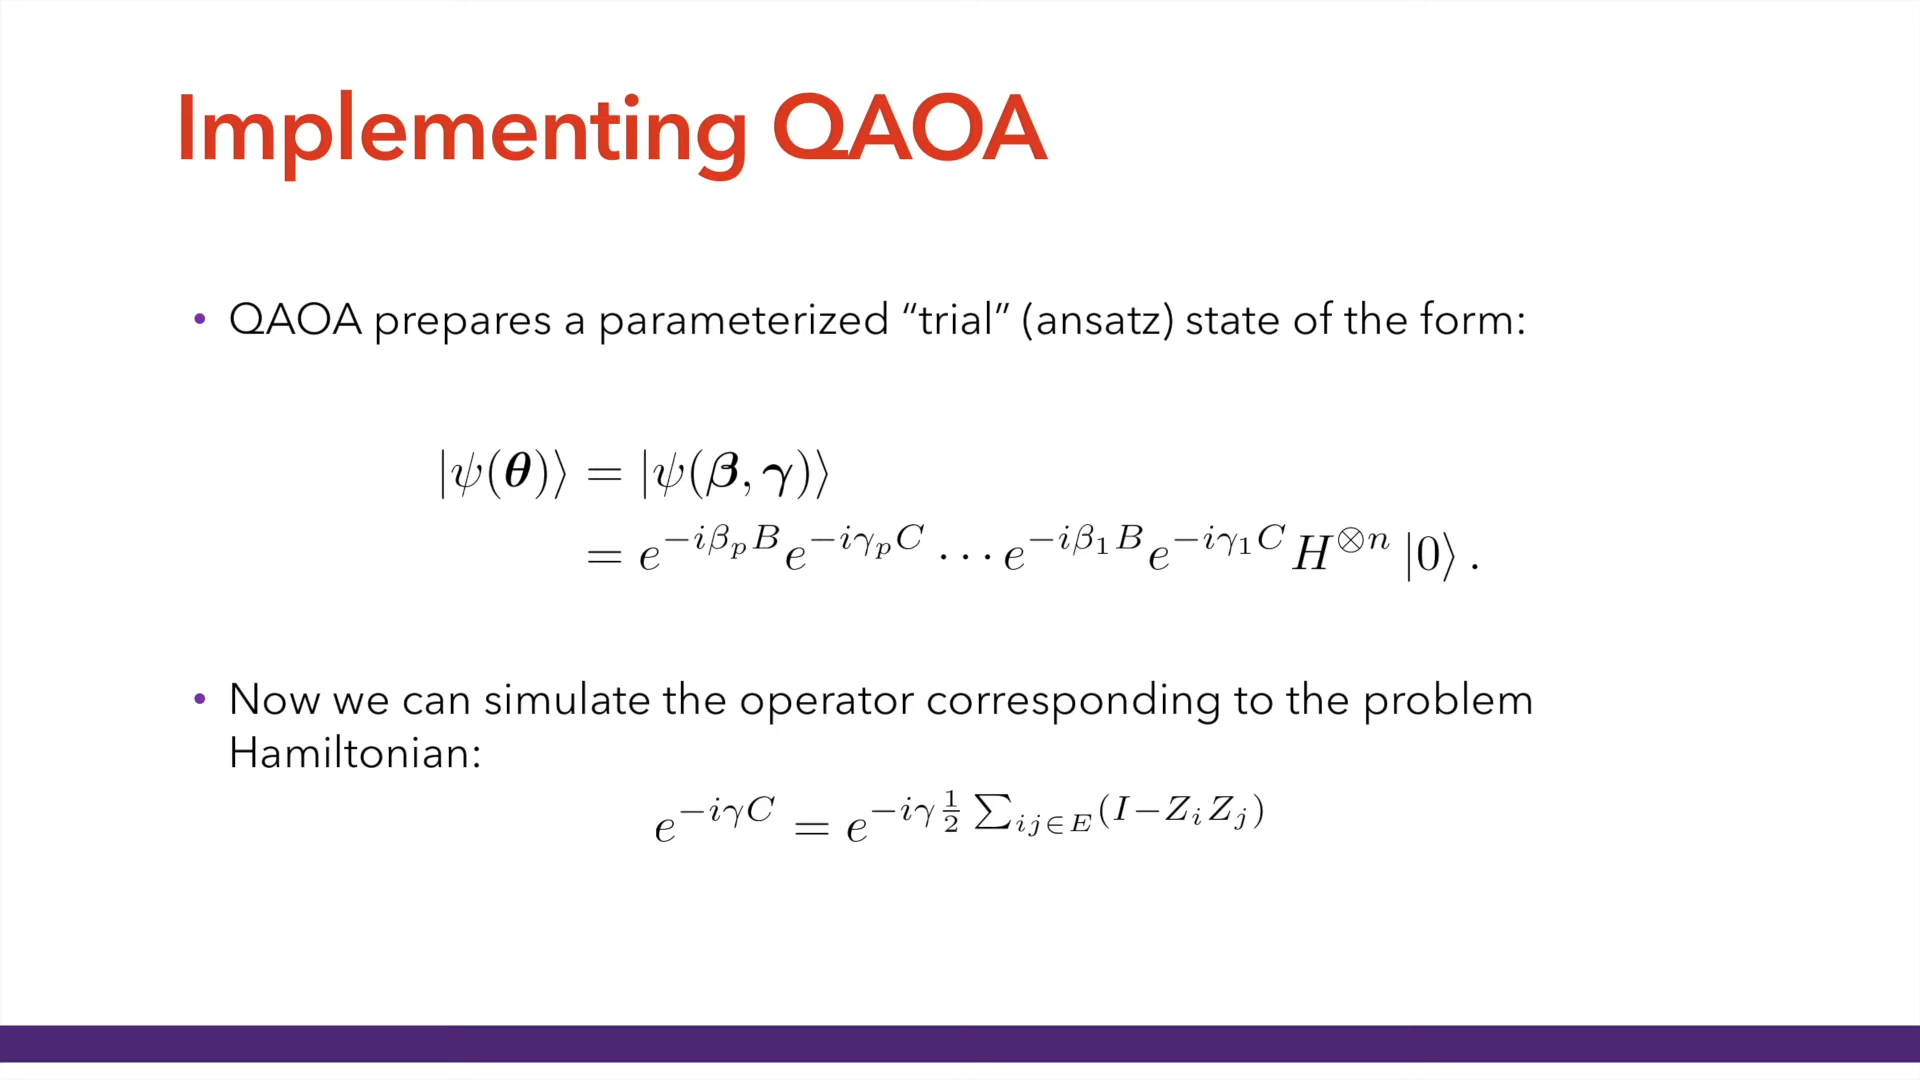 Implementing QAOA
• QAOA prepares a parameterized “trial” (ansatz) state of the form:
|ψ(𝜽)⟩ = |ψ(𝜷, 𝜸)⟩
= e^{−iβ_p B} e^{−iγ_p C} ⋯ e^{−iβ_1 B} e^{−iγ_1 C} H^{⊗n} |0⟩ .
• Now we can simulate the operator corresponding to the problem
Hamiltonian:
e^{−iγC} = e^{−iγ \frac{1}{2} ∑_{ij∈E} (I−Z_i Z_j)}